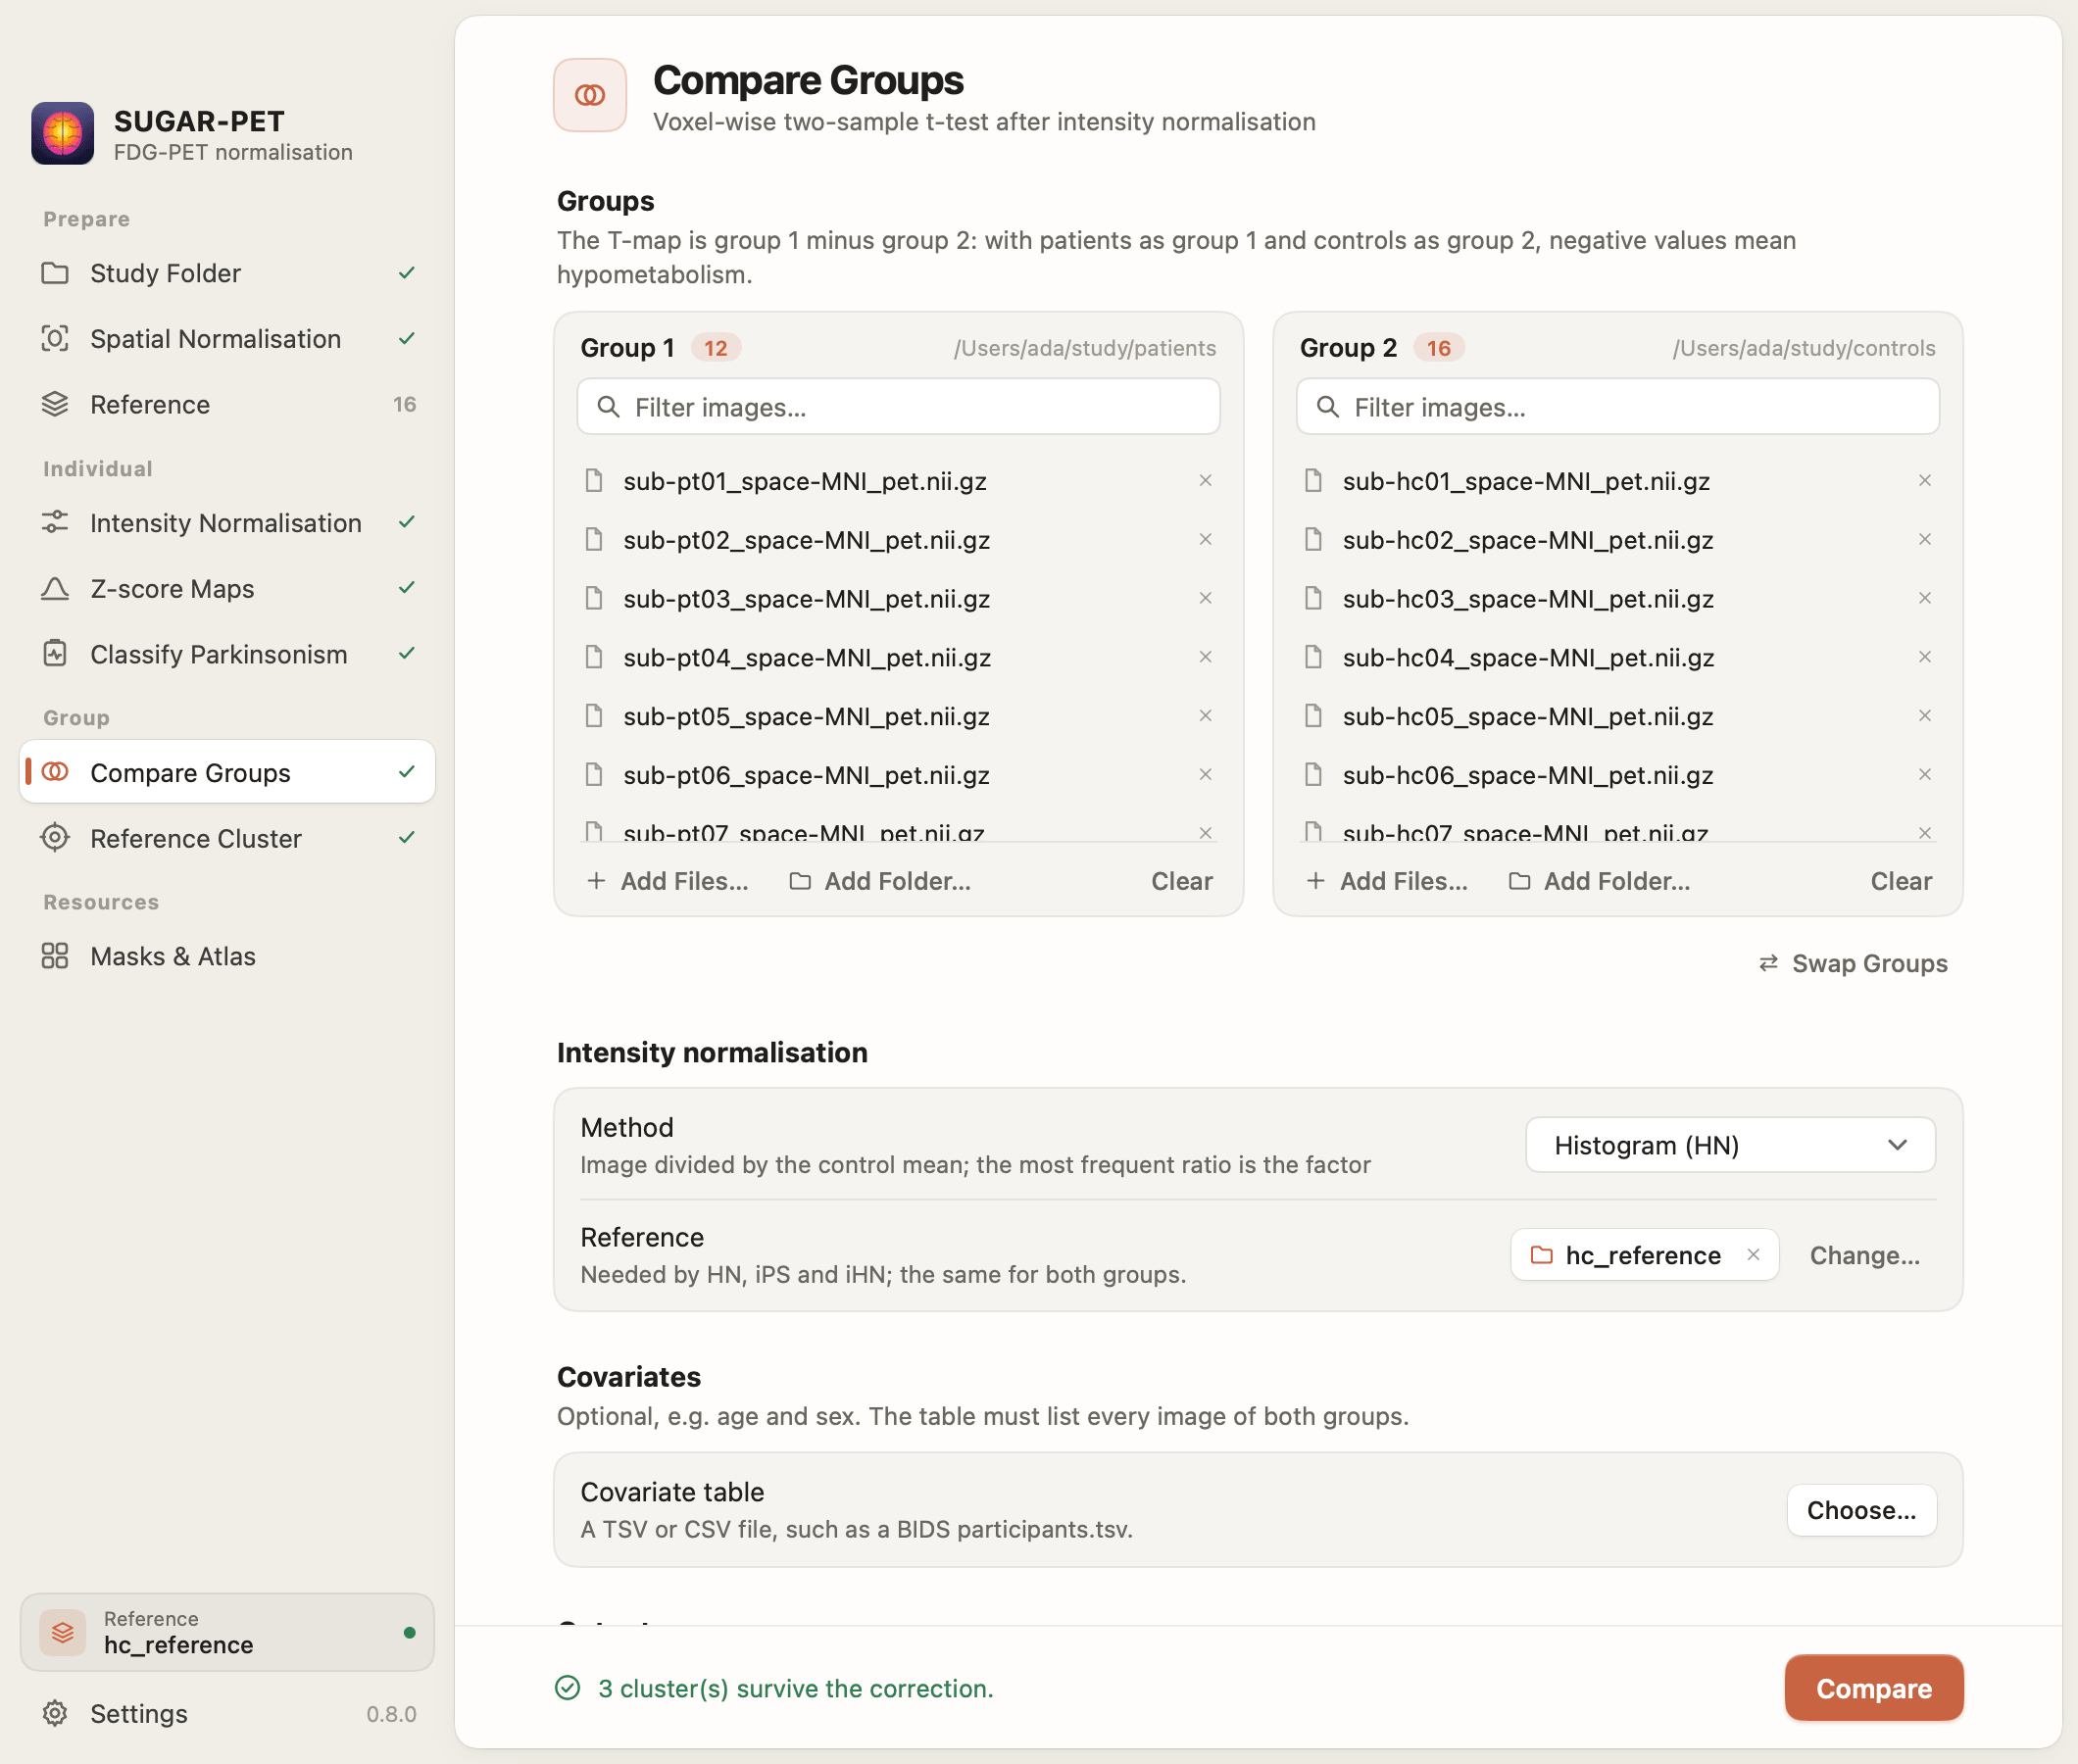 SUGAR-PET
FDG-PET normalisation
Prepare
Study Folder
Spatial Normalisation
Reference 16
Individual
Intensity Normalisation
Z-score Maps
Classify Parkinsonism
Group
Compare Groups
Reference Cluster
Resources
Masks & Atlas
Reference
hc_reference
Settings 0.8.0
Compare Groups
Voxel-wise two-sample t-test after intensity normalisation
Groups
The T-map is group 1 minus group 2: with patients as group 1 and controls as group 2, negative values mean
hypometabolism.
Group 1 12 /Users/ada/study/patients
Filter images...
sub-pt01_space-MNI_pet.nii.gz
sub-pt02_space-MNI_pet.nii.gz
sub-pt03_space-MNI_pet.nii.gz
sub-pt04_space-MNI_pet.nii.gz
sub-pt05_space-MNI_pet.nii.gz
sub-pt06_space-MNI_pet.nii.gz
sub-pt07_space-MNI_pet.nii.gz
Add Files... Add Folder... Clear
Group 2 16 /Users/ada/study/controls
Filter images...
sub-hc01_space-MNI_pet.nii.gz
sub-hc02_space-MNI_pet.nii.gz
sub-hc03_space-MNI_pet.nii.gz
sub-hc04_space-MNI_pet.nii.gz
sub-hc05_space-MNI_pet.nii.gz
sub-hc06_space-MNI_pet.nii.gz
sub-hc07_space-MNI_pet.nii.gz
Add Files... Add Folder... Clear
Swap Groups
Intensity normalisation
Method
Image divided by the control mean; the most frequent ratio is the factor
Histogram (HN)
Reference
Needed by HN, iPS and iHN; the same for both groups.
hc_reference
Change...
Covariates
Optional, e.g. age and sex. The table must list every image of both groups.
Covariate table
A TSV or CSV file, such as a BIDS participants.tsv.
Choose...
3 cluster(s) survive the correction.
Compare